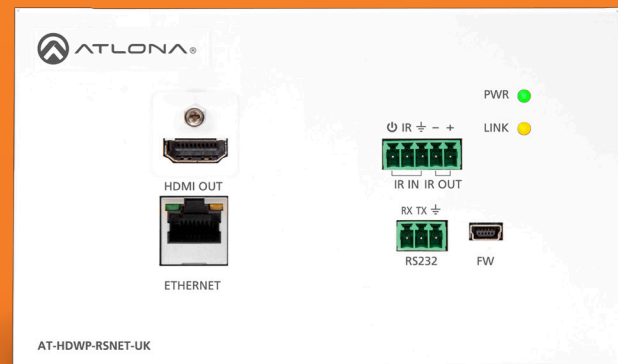 ATLONA®
PWR
LINK
⏻ IR ⏚ − +
HDMI OUT
IR IN IR OUT
RX TX ⏚
RS232
FW
ETHERNET
AT-HDWP-RSNET-UK